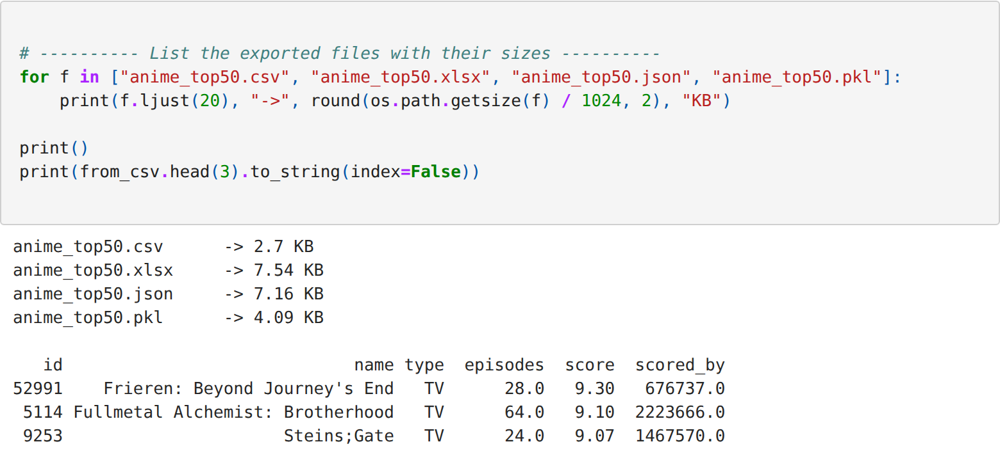 # ---------- List the exported files with their sizes ----------
for f in ["anime_top50.csv", "anime_top50.xlsx", "anime_top50.json", "anime_top50.pkl"]:
    print(f.ljust(20), "->", round(os.path.getsize(f) / 1024, 2), "KB")

print()
print(from_csv.head(3).to_string(index=False))

anime_top50.csv      -> 2.7 KB
anime_top50.xlsx     -> 7.54 KB
anime_top50.json     -> 7.16 KB
anime_top50.pkl      -> 4.09 KB

   id                             name type  episodes  score  scored_by
52991    Frieren: Beyond Journey's End   TV      28.0   9.30   676737.0
 5114 Fullmetal Alchemist: Brotherhood   TV      64.0   9.10  2223666.0
 9253                      Steins;Gate   TV      24.0   9.07  1467570.0